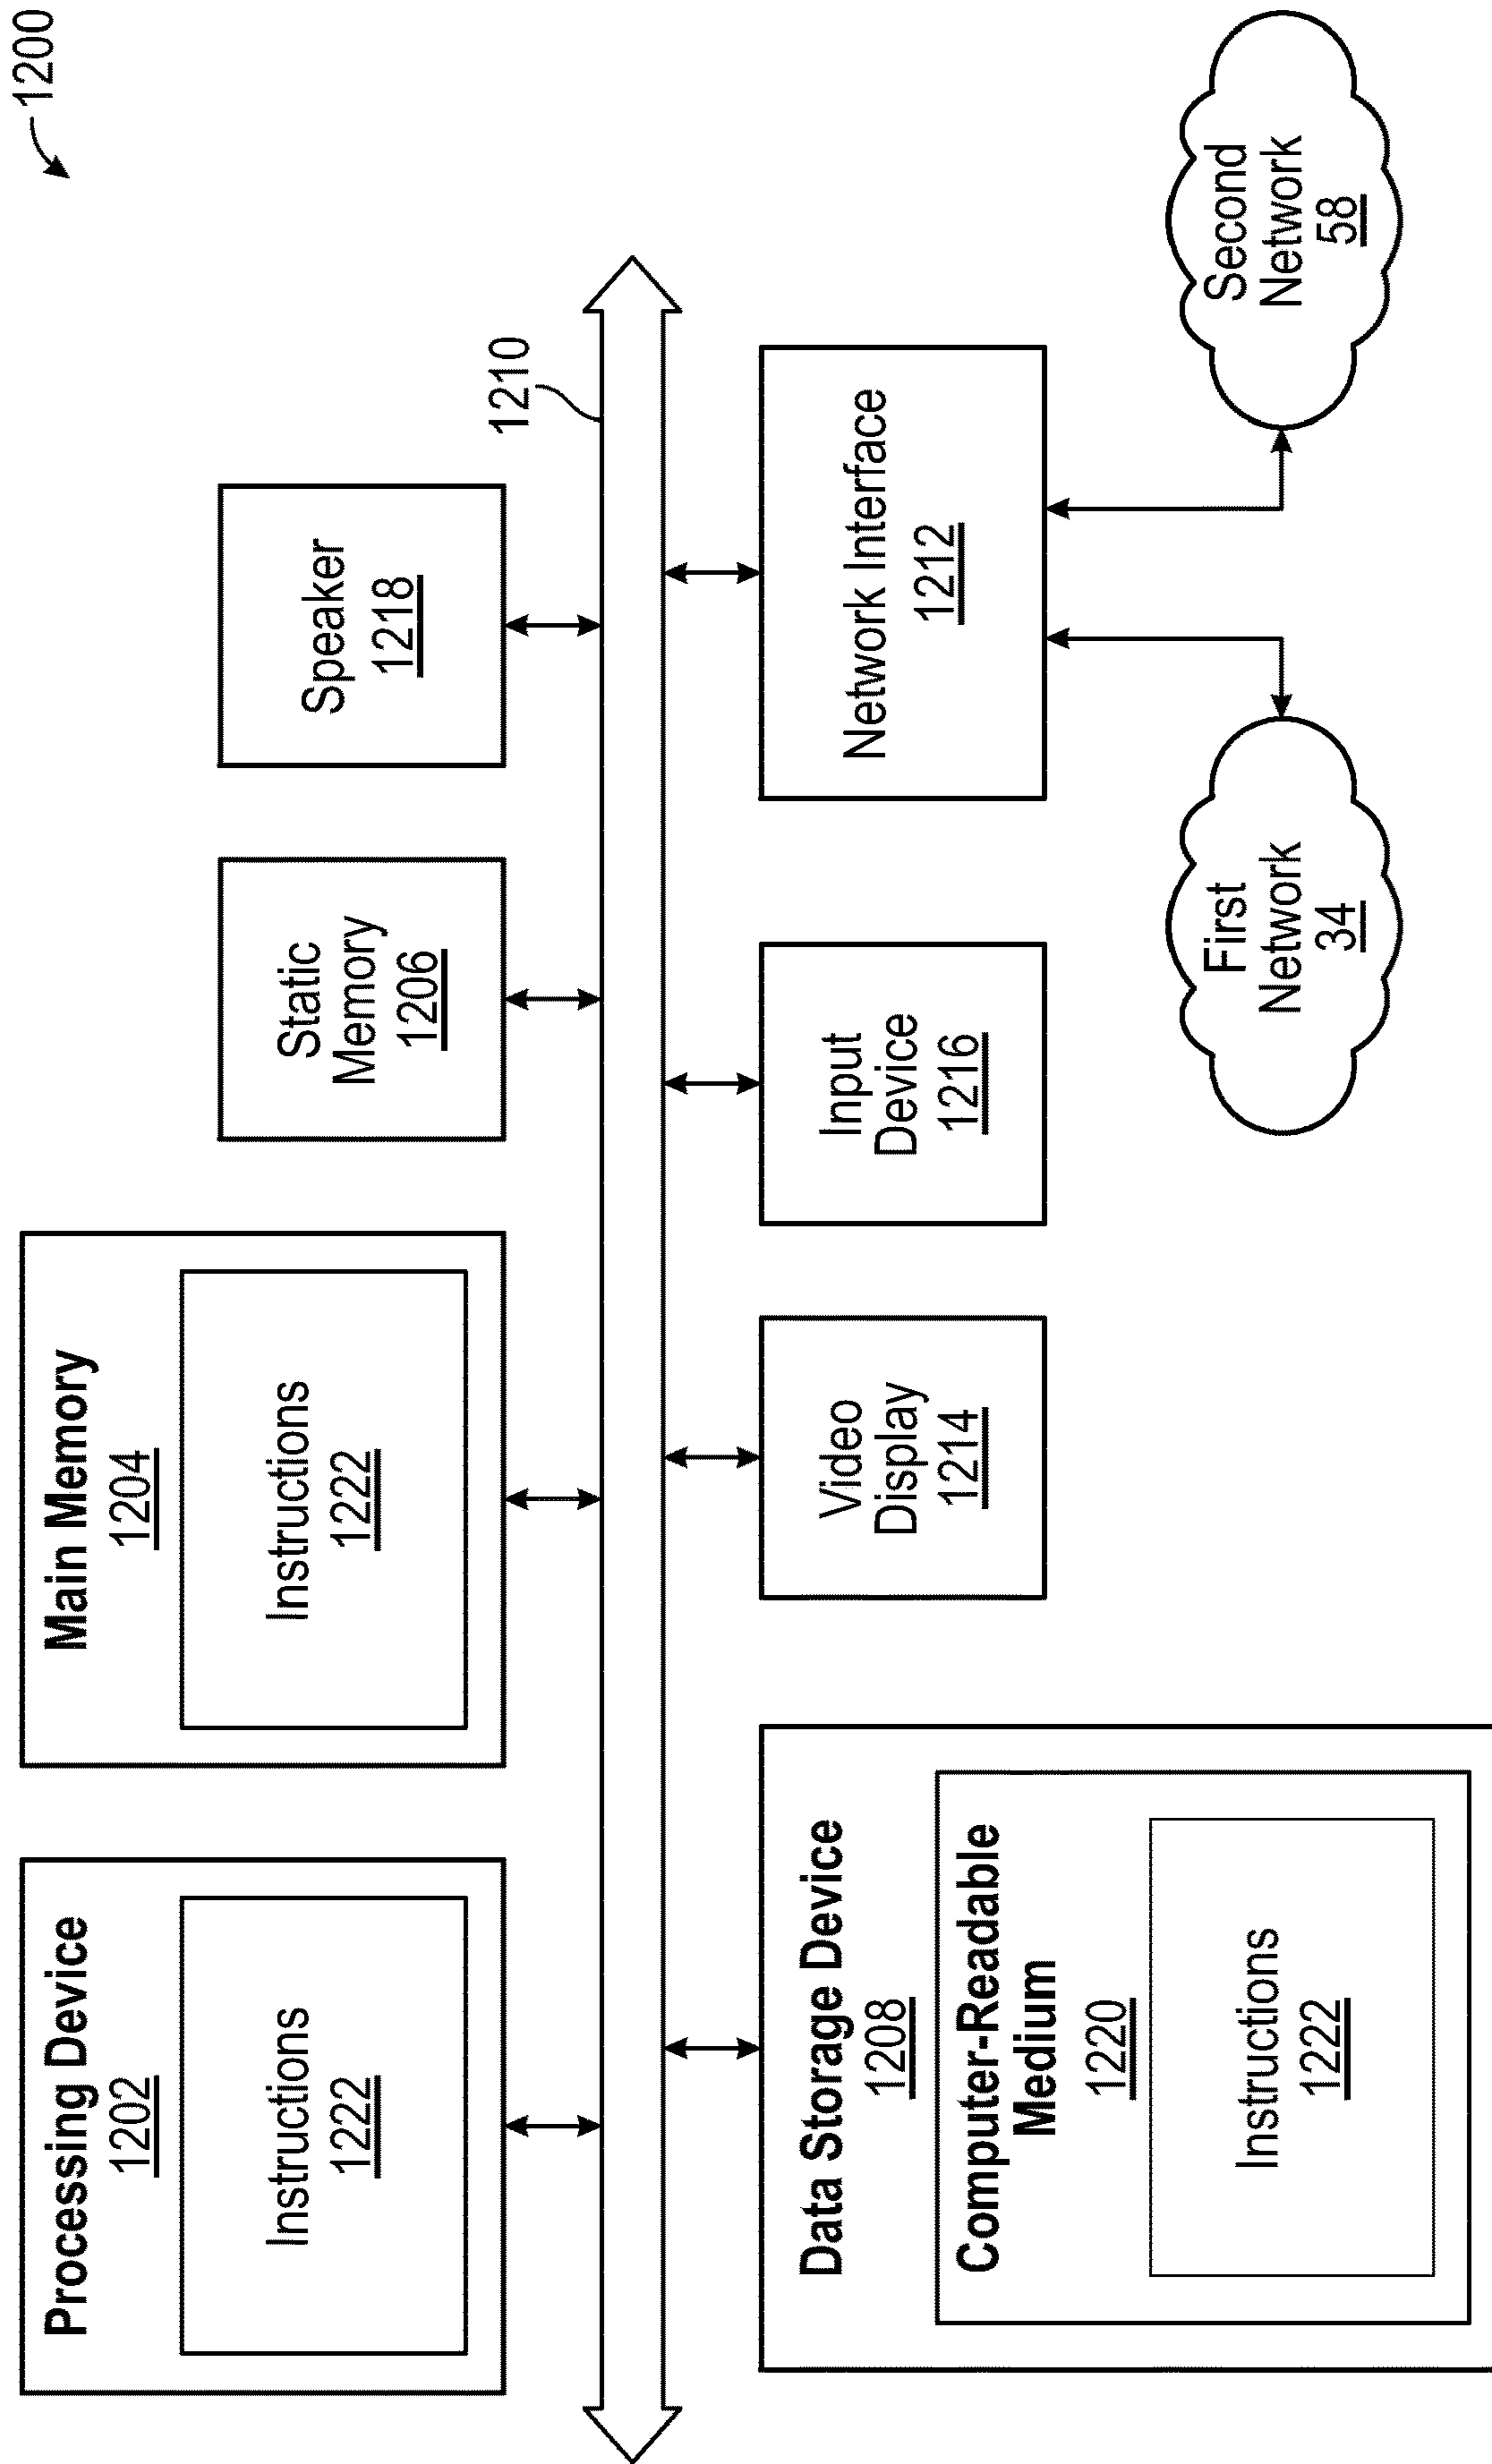 1200
Processing Device
1202
Instructions
1222
Main Memory
1204
Instructions
1222
Static
Memory
1206
Speaker
1218
1210
Data Storage Device
1208
Computer-Readable
Medium
1220
Instructions
1222
Video
Display
1214
Input
Device
1216
Network Interface
1212
First
Network
34
Second
Network
58